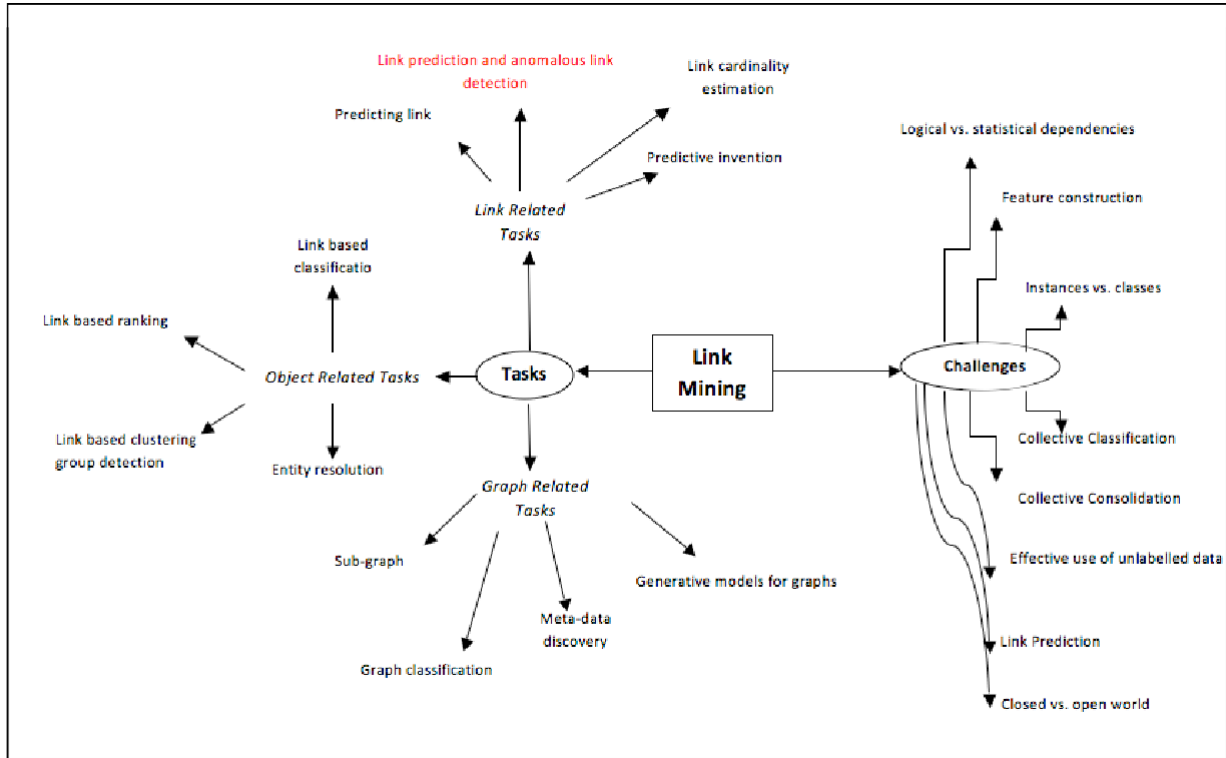 Link prediction and anomalous link
detection
Link cardinality
estimation
Predicting link
Predictive invention
Link Related
Tasks
Link based
classificatio
Link based ranking
Object Related Tasks
Tasks
Link based clustering
group detection
Entity resolution
Graph Related
Tasks
Sub-graph
Generative models for graphs
Meta-data
discovery
Graph classification
Link
Mining
Challenges
Logical vs. statistical dependencies
Feature construction
Instances vs. classes
Collective Classification
Collective Consolidation
Effective use of unlabelled data
Link Prediction
Closed vs. open world